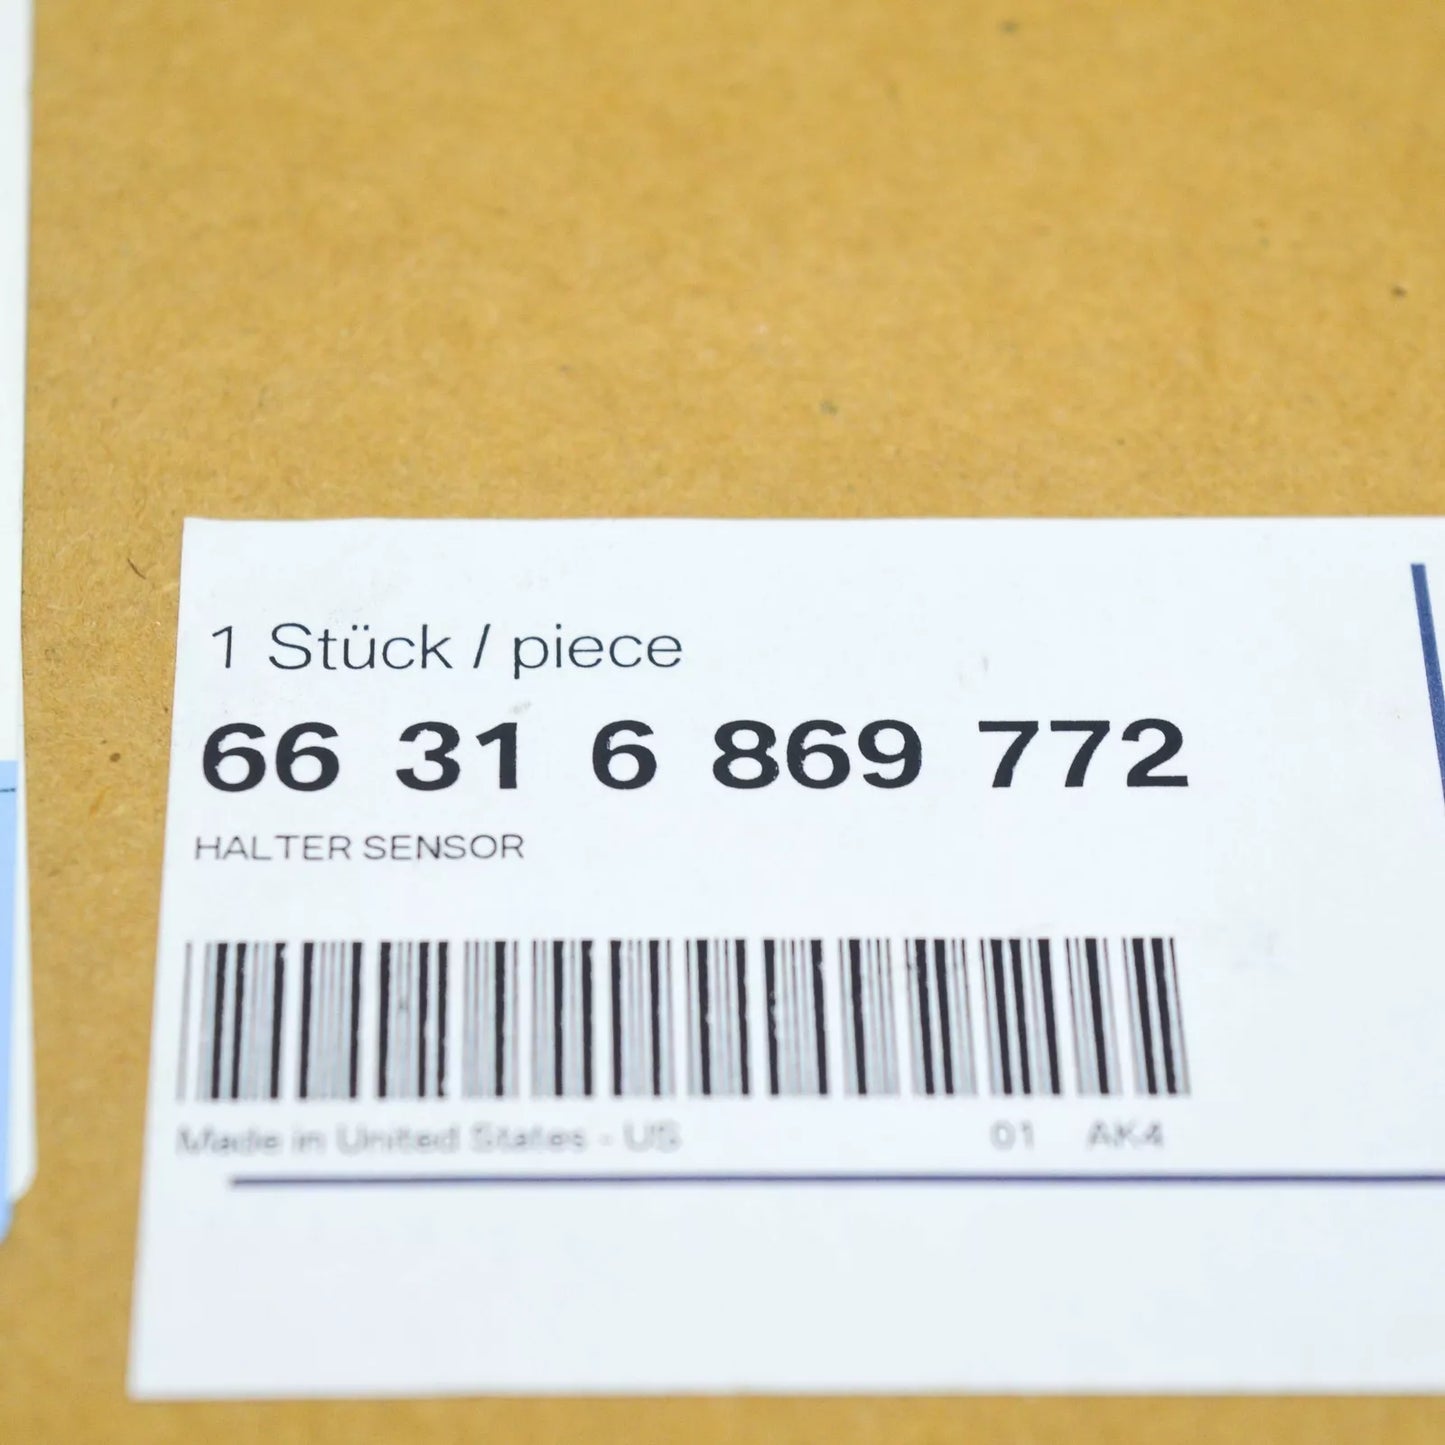 1 Stück / piece
66 31 6 869 772
HALTER SENSOR
Made in United States - US 01 AK4